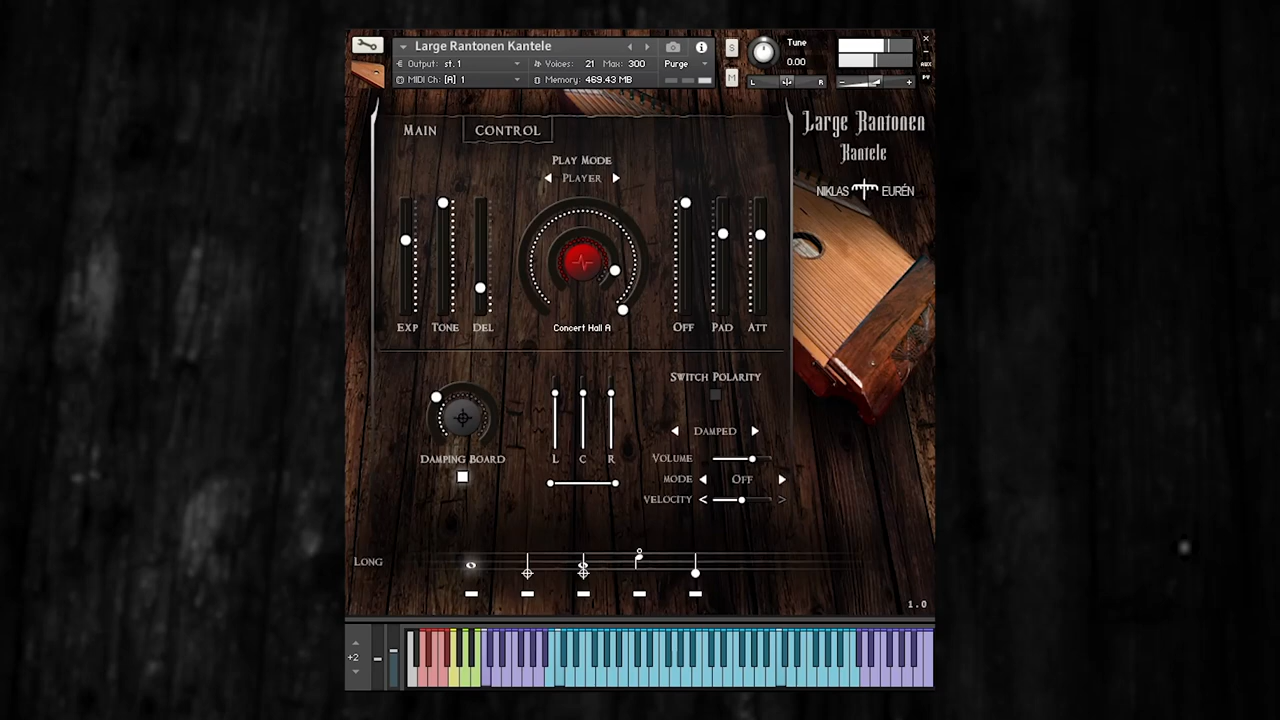 Large Rantonen Kantele
Output: st. 1
Voices: 21 Max: 300
Purge
MIDI Ch: [A] 1
Memory: 469.43 MB
S
M
Tune
0.00
L R
AUX
PV
MAIN
CONTROL
Large Rantonen
Kantele
NIKLAS EURÉN
PLAY MODE
PLAYER
EXP
TONE
DEL
Concert Hall A
OFF
PAD
ATT
DAMPING BOARD
L
C
R
SWITCH POLARITY
DAMPED
VOLUME
MODE OFF
VELOCITY
LONG
1.0
+2